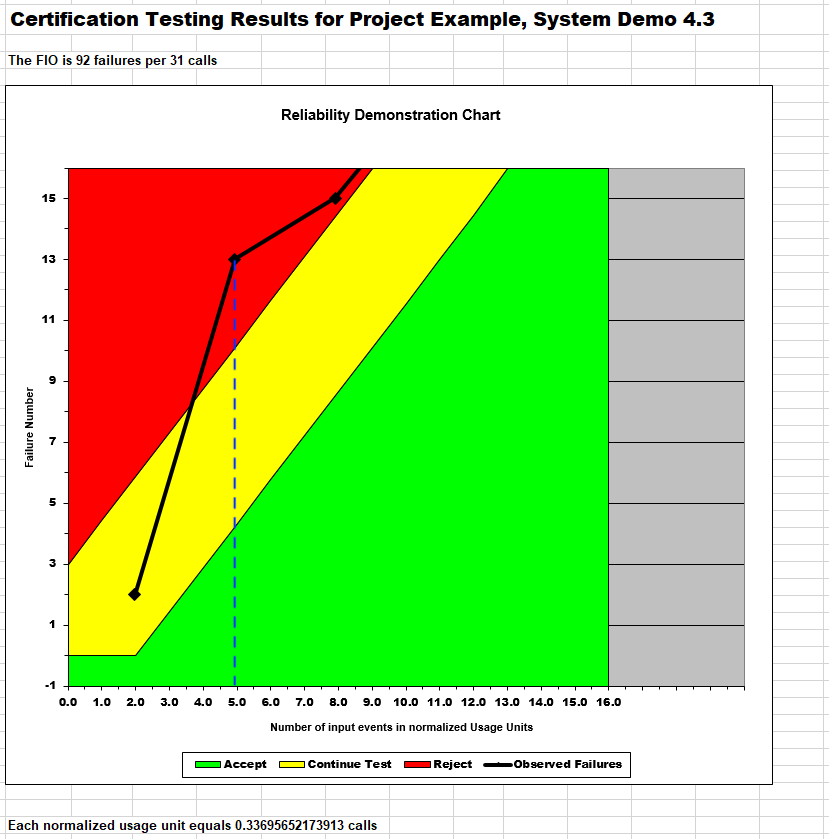 Certification Testing Results for Project Example, System Demo 4.3
The FIO is 92 failures per 31 calls
Reliability Demonstration Chart
15
13
11
9
7
5
3
1
-1
Failure Number
0.0 1.0 2.0 3.0 4.0 5.0 6.0 7.0 8.0 9.0 10.0 11.0 12.0 13.0 14.0 15.0 16.0
Number of input events in normalized Usage Units
Accept Continue Test Reject Observed Failures
Each normalized usage unit equals 0.33695652173913 calls